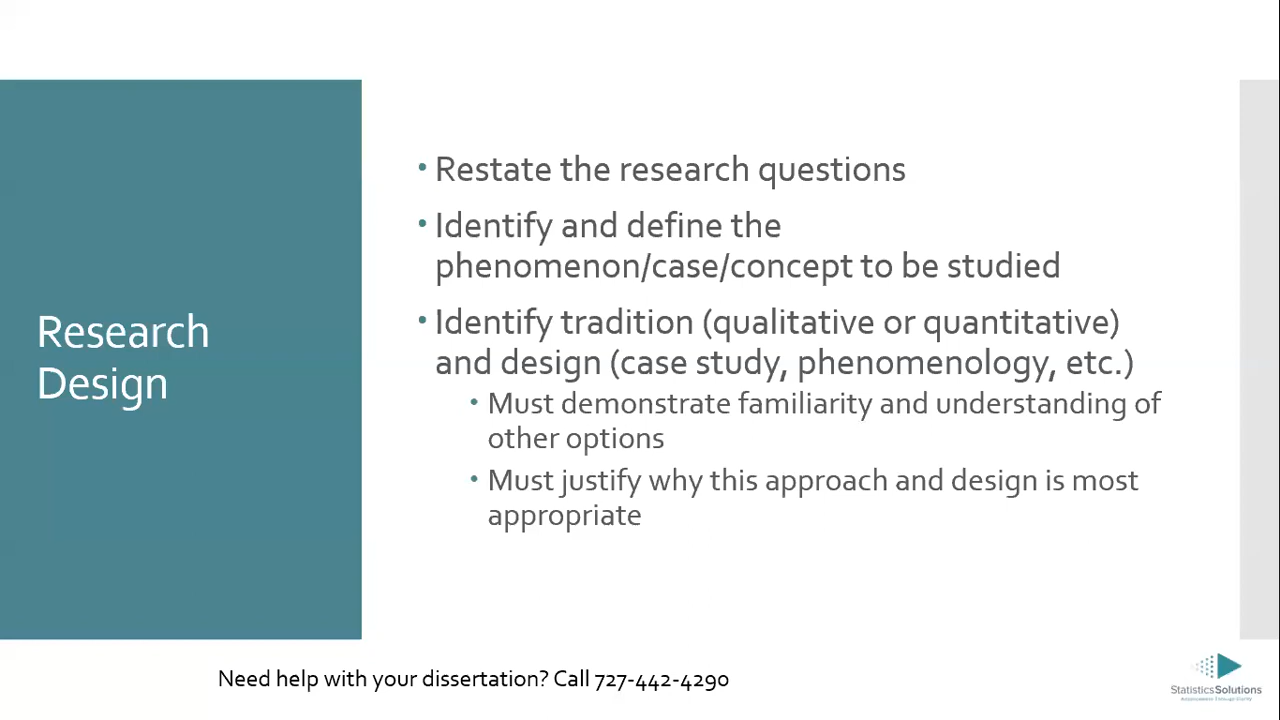 Research
Design
• Restate the research questions
• Identify and define the
phenomenon/case/concept to be studied
• Identify tradition (qualitative or quantitative)
and design (case study, phenomenology, etc.)
• Must demonstrate familiarity and understanding of
other options
• Must justify why this approach and design is most
appropriate
Need help with your dissertation? Call 727-442-4290
StatisticsSolutions